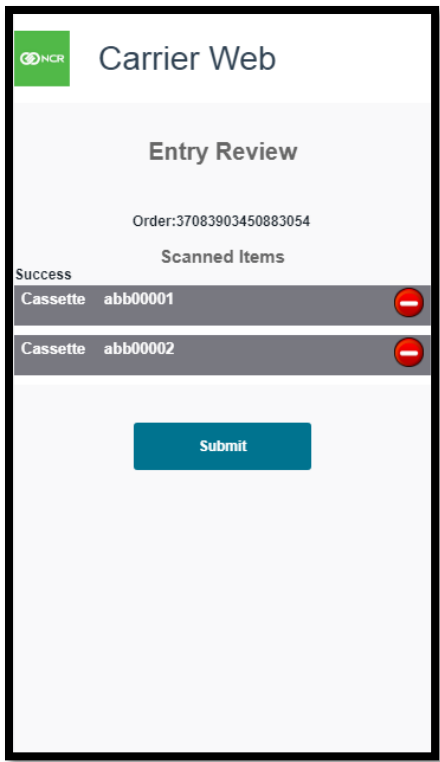 NCR
Carrier Web
Entry Review
Order:37083903450883054
Scanned Items
Success
Cassette abb00001
Cassette abb00002
Submit